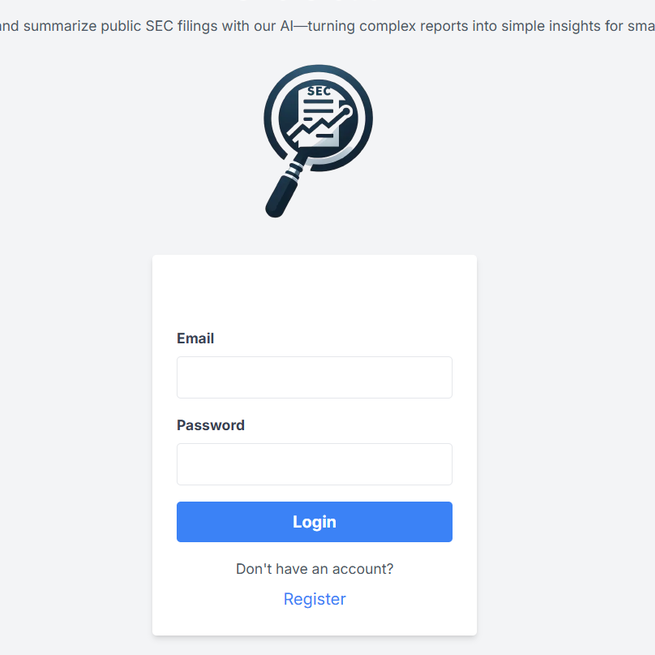 and summarize public SEC filings with our AI—turning complex reports into simple insights for
SEC
Email
Password
Login
Don't have an account?
Register